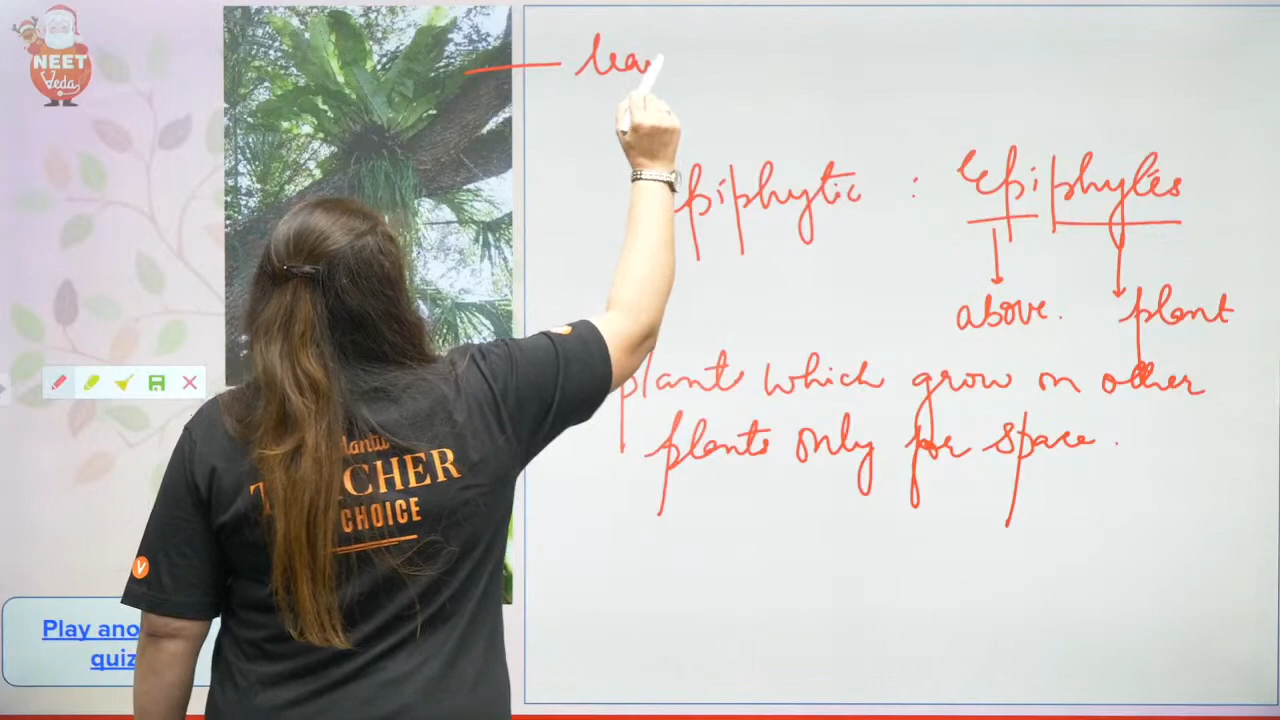 NEET
Veda
lea
piphytic : Epiphytes
above. plant
plant which grow on other
plants only for space.
TEACHER
CHOICE
V
Play ano
quiz